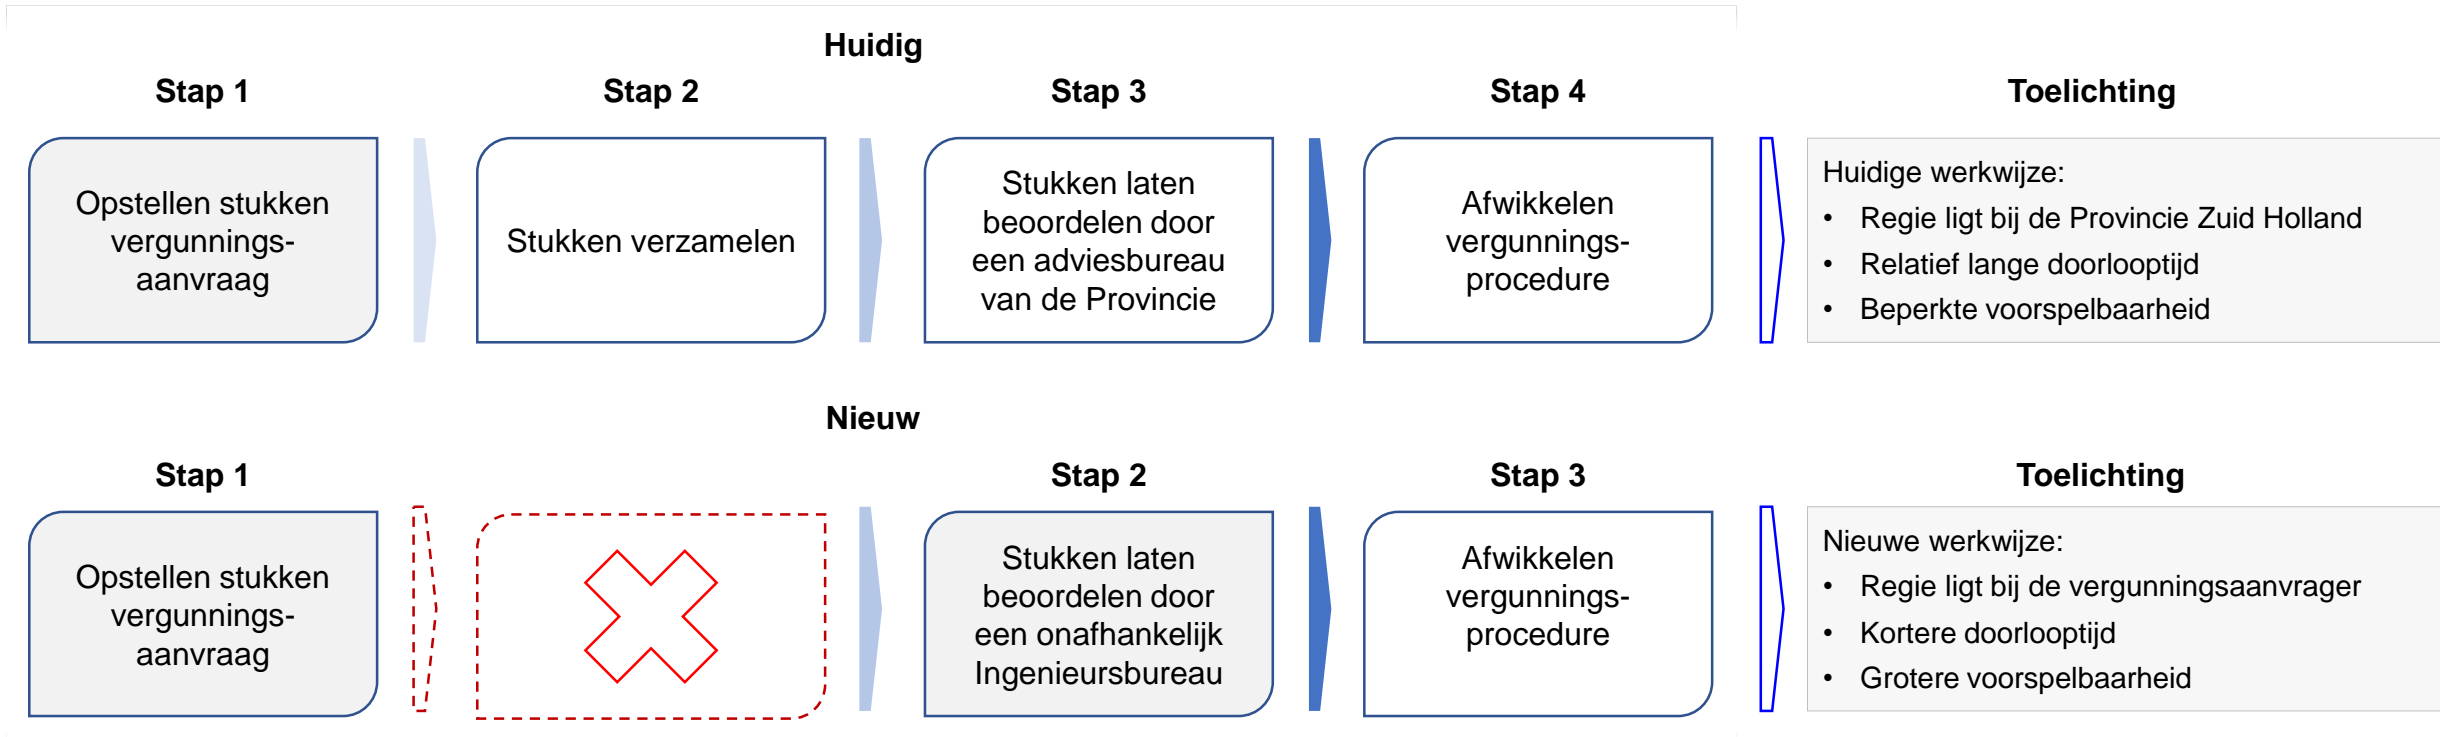 Huidig
Stap 1
Stap 2
Stap 3
Stap 4
Toelichting
Opstellen stukken
vergunnings-
aanvraag
Stukken verzamelen
Stukken laten
beoordelen door
een adviesbureau
van de Provincie
Afwikkelen
vergunnings-
procedure
Huidige werkwijze:
• Regie ligt bij de Provincie Zuid Holland
• Relatief lange doorlooptijd
• Beperkte voorspelbaarheid
Nieuw
Stap 1
Stap 2
Stap 3
Toelichting
Opstellen stukken
vergunnings-
aanvraag
Stukken laten
beoordelen door
een onafhankelijk
Ingenieursbureau
Afwikkelen
vergunnings-
procedure
Nieuwe werkwijze:
• Regie ligt bij de vergunningsaanvrager
• Kortere doorlooptijd
• Grotere voorspelbaarheid